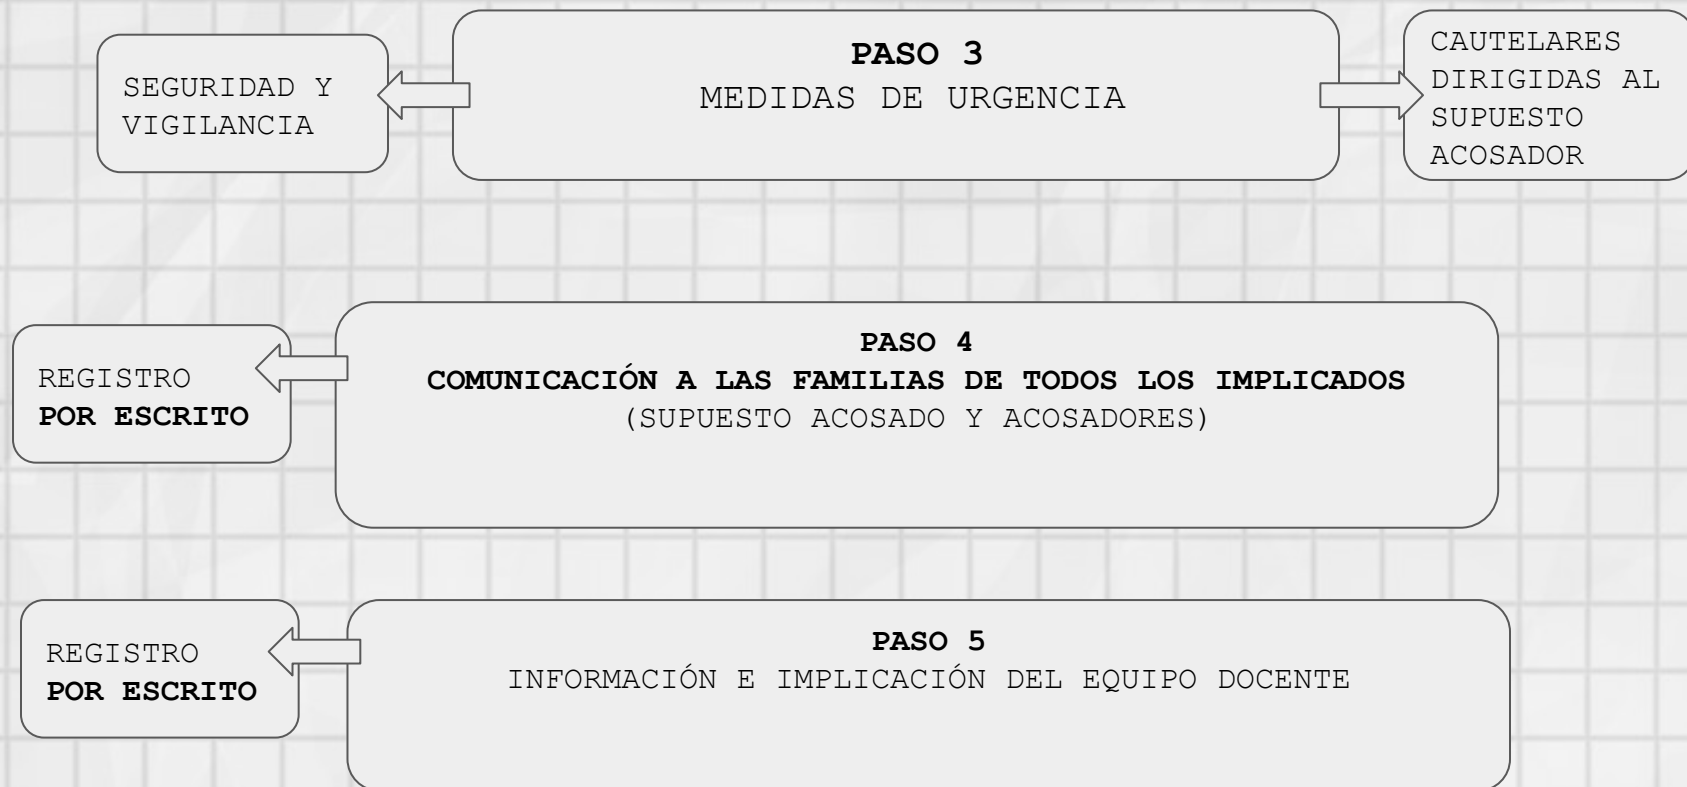 SEGURIDAD Y
VIGILANCIA
PASO 3
MEDIDAS DE URGENCIA
CAUTELARES
DIRIGIDAS AL
SUPUESTO
ACOSADOR
REGISTRO
POR ESCRITO
PASO 4
COMUNICACIÓN A LAS FAMILIAS DE TODOS LOS IMPLICADOS
(SUPUESTO ACOSADO Y ACOSADORES)
REGISTRO
POR ESCRITO
PASO 5
INFORMACIÓN E IMPLICACIÓN DEL EQUIPO DOCENTE